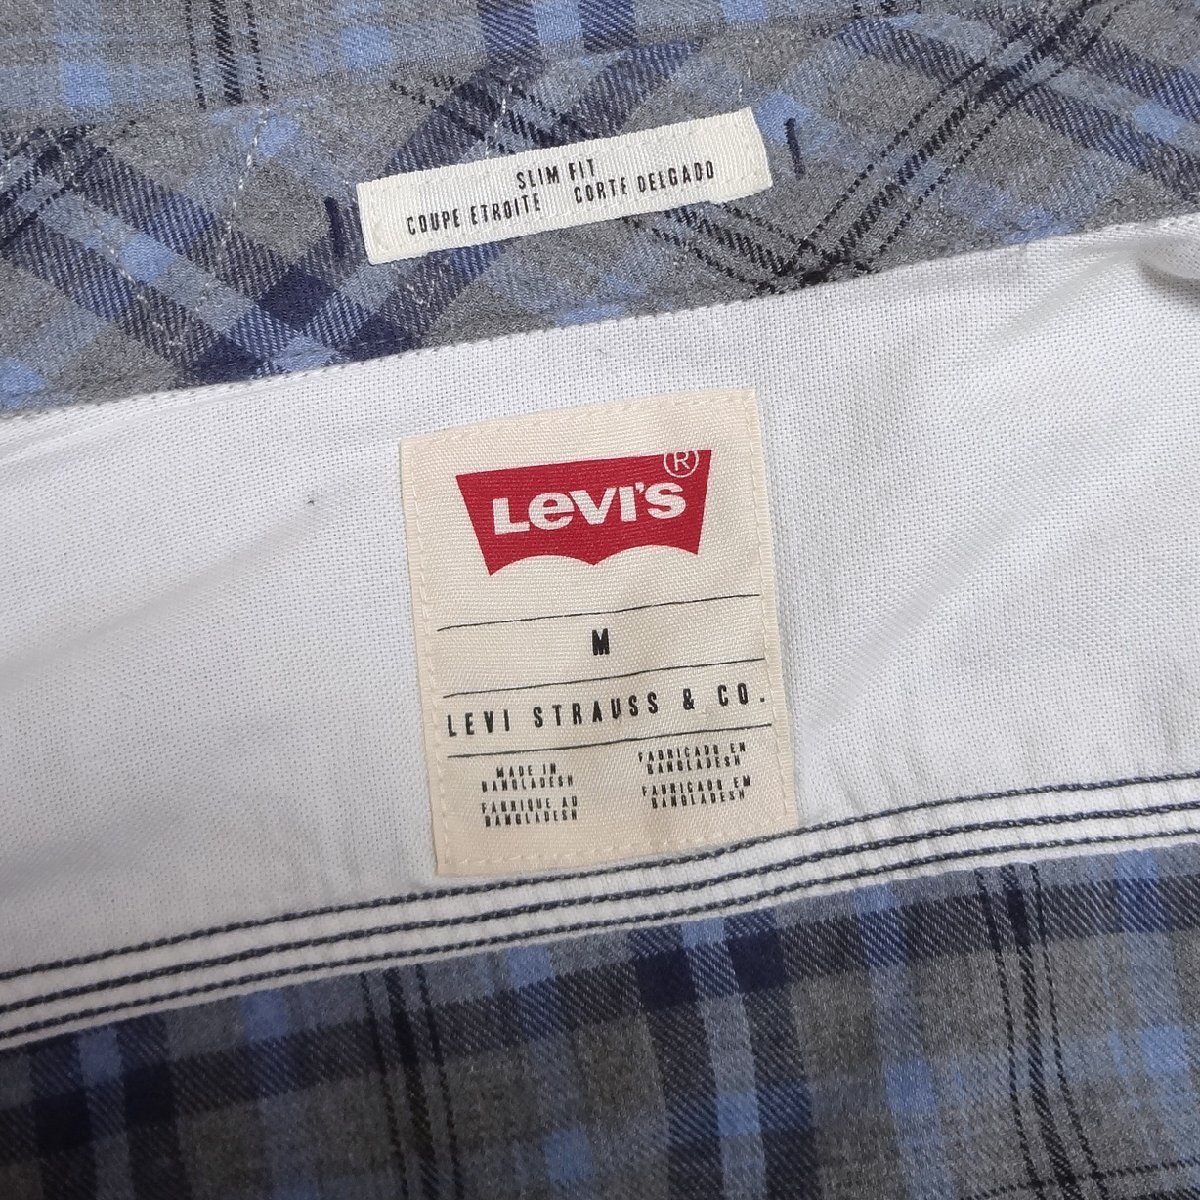 SLIM FIT
COUPE ETROITE CORTE DELGADO
LEVI'S®
M
LEVI STRAUSS & CO.
MADE IN
BANGLADESH
FABRIQUE AU
BANGLADESH
FABRICADO EN
BANGLADESH
FABRICADO EM
BANGLADESH